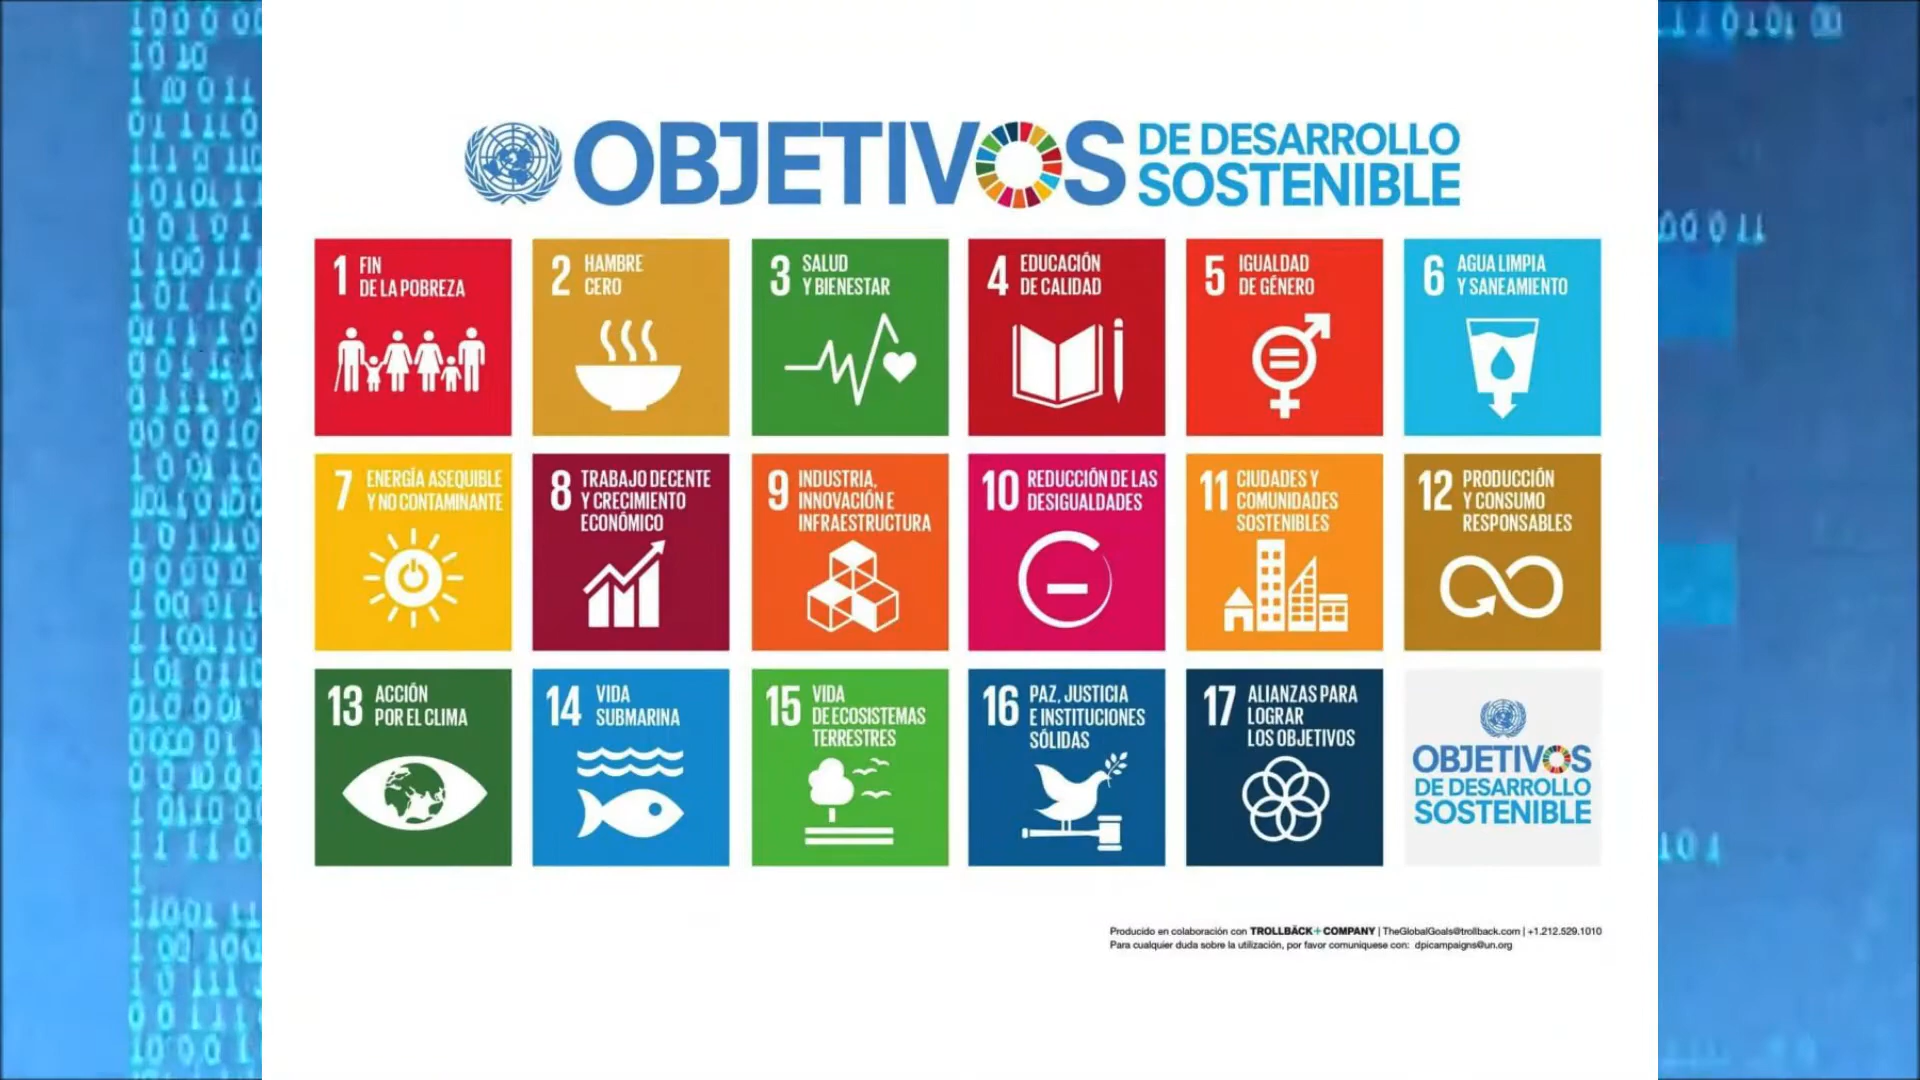 OBJETIVOS
DE DESARROLLO
SOSTENIBLE
1 FIN
DE LA POBREZA
2 HAMBRE
CERO
3 SALUD
Y BIENESTAR
4 EDUCACIÓN
DE CALIDAD
5 IGUALDAD
DE GÉNERO
6 AGUA LIMPIA
Y SANEAMIENTO
7 ENERGÍA ASEQUIBLE
Y NO CONTAMINANTE
8 TRABAJO DECENTE
Y CRECIMIENTO
ECONÓMICO
9 INDUSTRIA,
INNOVACIÓN E
INFRAESTRUCTURA
10 REDUCCIÓN DE LAS
DESIGUALDADES
11 CIUDADES Y
COMUNIDADES
SOSTENIBLES
12 PRODUCCIÓN
Y CONSUMO
RESPONSABLES
13 ACCIÓN
POR EL CLIMA
14 VIDA
SUBMARINA
15 VIDA
DE ECOSISTEMAS
TERRESTRES
16 PAZ, JUSTICIA
E INSTITUCIONES
SÓLIDAS
17 ALIANZAS PARA
LOGRAR
LOS OBJETIVOS
OBJETIVOS
DE DESARROLLO
SOSTENIBLE
Producido en colaboración con TROLLBÄCK+COMPANY | TheGlobalGoals@trollback.com | +1.212.529.1010
Para cualquier duda sobre la utilización, por favor comuniquese con: dpicampaigns@un.org